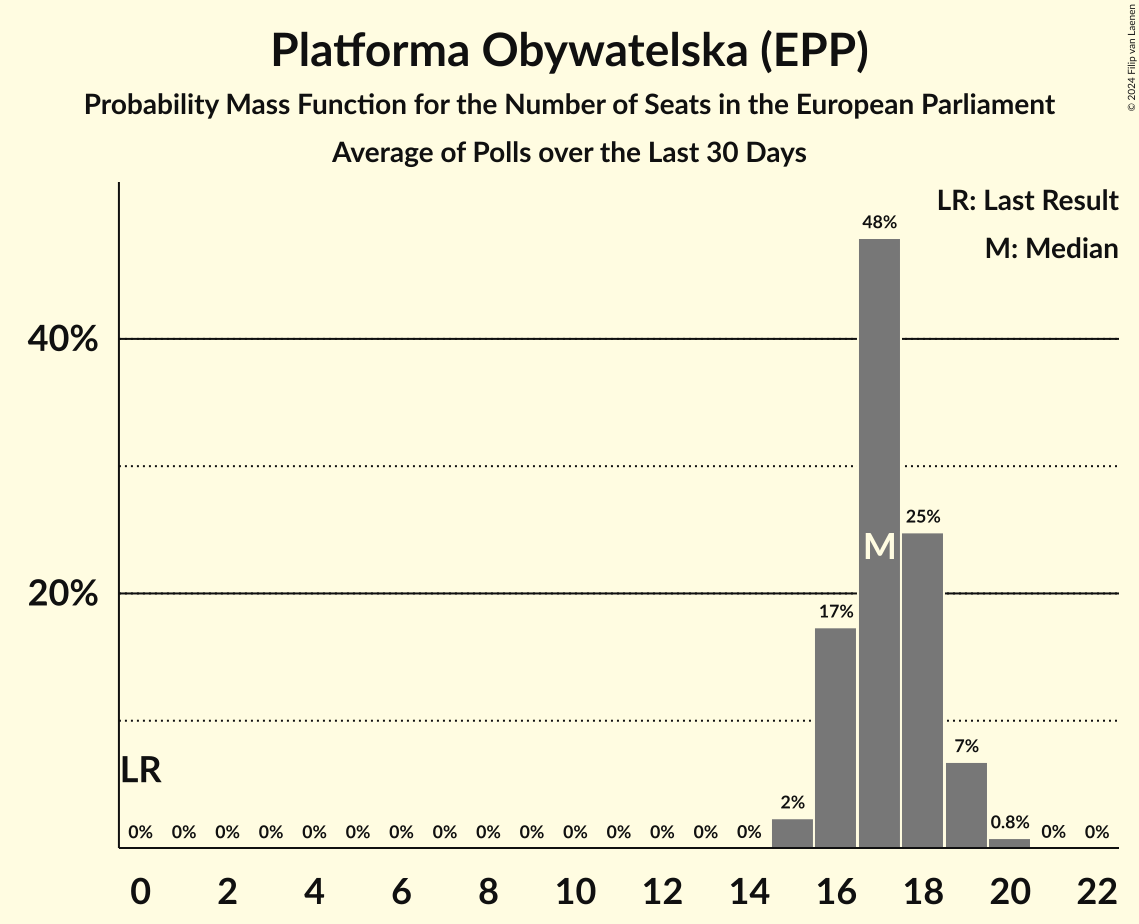 Platforma Obywatelska (EPP)
Probability Mass Function for the Number of Seats in the European Parliament
Average of Polls over the Last 30 Days
© 2024 Filip van Laenen
LR: Last Result
M: Median
48%
40%
25%
M
20%
17%
7%
LR
2%
0.8%
0% 0% 0% 0% 0% 0% 0% 0% 0% 0% 0% 0% 0% 0% 0% 0% 0%
0 2 4 6 8 10 12 14 16 18 20 22